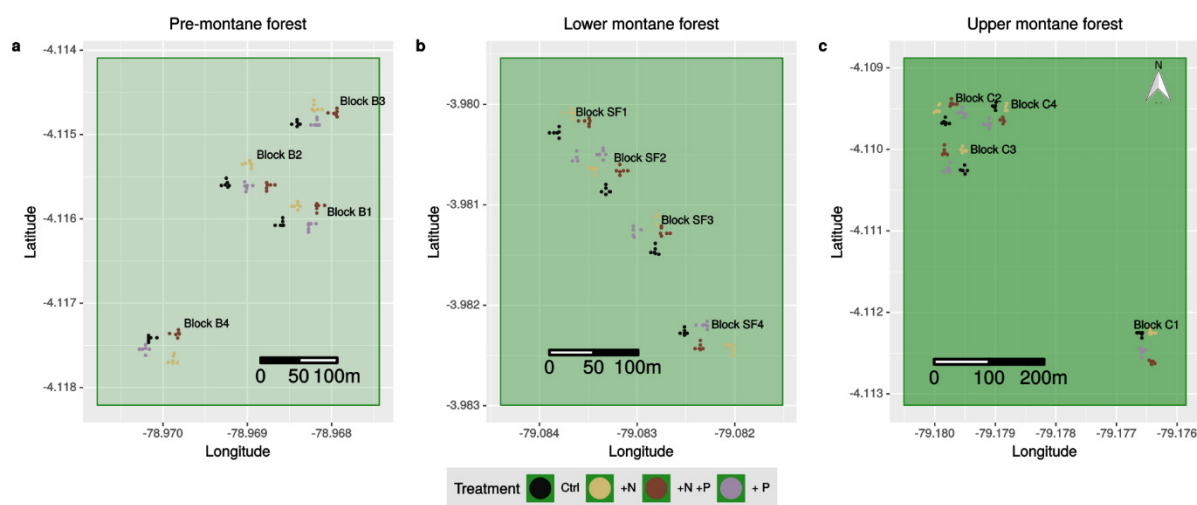 Pre-montane forest
Lower montane forest
Upper montane forest
a
-4.114
-4.115
-4.116
-4.117
-4.118
Latitude
Block B3
Block B2
Block B1
Block B4
0 50 100m
-78.970 -78.969 -78.968
Longitude
b
-3.980
-3.981
-3.982
-3.983
Latitude
Block SF1
Block SF2
Block SF3
Block SF4
0 50 100m
-79.084 -79.083 -79.082
Longitude
c
-4.109
-4.110
-4.111
-4.112
-4.113
Latitude
N
Block C2
Block C4
Block C3
Block C1
0 100 200m
-79.180 -79.179 -79.178 -79.177 -79.176
Longitude
Treatment Ctrl +N +N +P + P